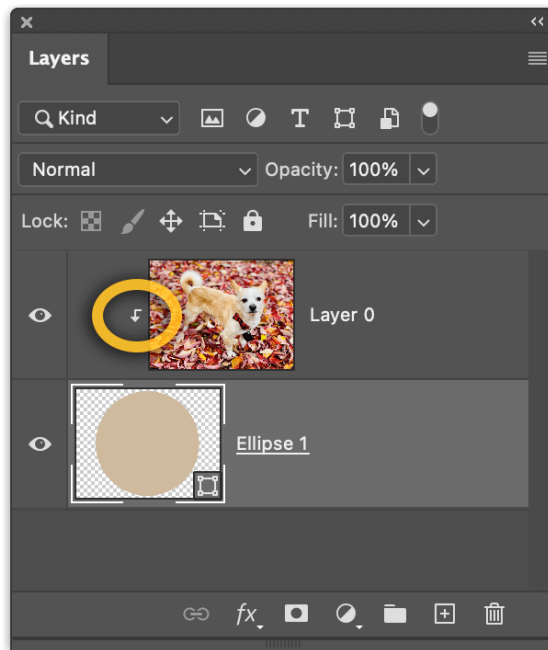 Layers
Kind
Normal Opacity: 100%
Lock: Fill: 100%
Layer 0
Ellipse 1
fx